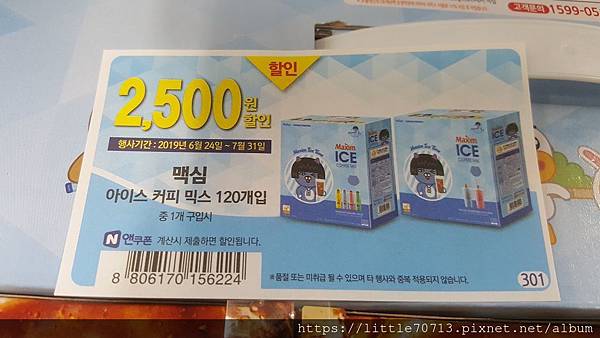 고객문의 1599-05
할인
2,500원
할인
행사기간 : 2019년 6월 24일 ~ 7월 31일
맥심
아이스 커피 믹스 120개입
중 1개 구입시
N 앤쿠폰 계산시 제출하면 할인됩니다.
8 806170 156224
※품절 또는 미취급 될 수 있으며 타 행사와 중복 적용되지 않습니다.
301
Maxim
ICE
COFFEE MIX
Maxim
ICE
COFFEE MIX
https://little70713.pixnet.net/album